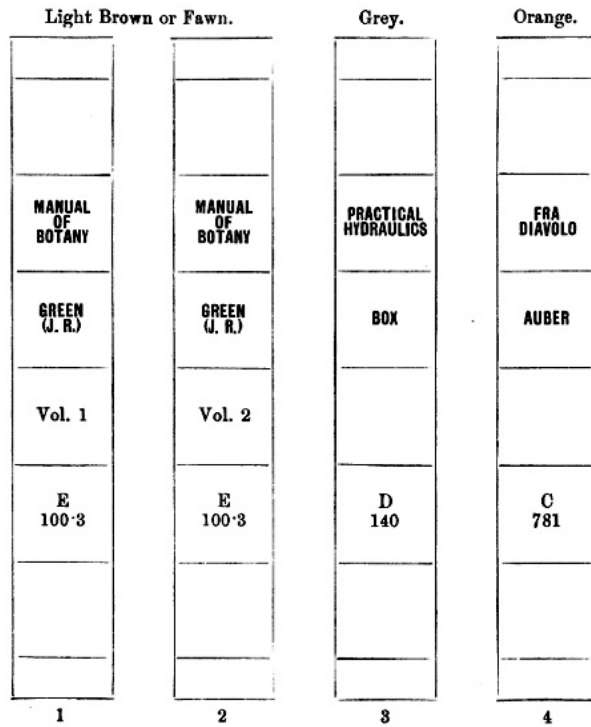 Light Brown or Fawn. Grey. Orange.
MANUAL OF BOTANY
GREEN (J. R.)
Vol. 1
E
100·3
1
MANUAL OF BOTANY
GREEN (J. R.)
Vol. 2
E
100·3
2
PRACTICAL HYDRAULICS
BOX
D
140
3
FRA DIAVOLO
AUBER
C
781
4